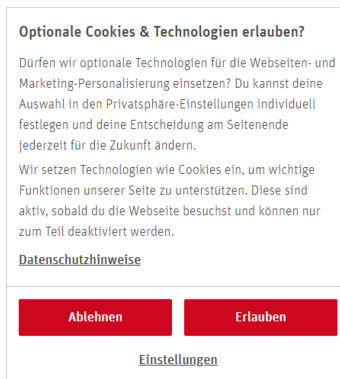 Optionale Cookies & Technologien erlauben?
Dürfen wir optionale Technologien für die Webseiten- und
Marketing-Personalisierung einsetzen? Du kannst deine
Auswahl in den Privatsphäre-Einstellungen individuell
festlegen und deine Entscheidung am Seitenende
jederzeit für die Zukunft ändern.
Wir setzen Technologien wie Cookies ein, um wichtige
Funktionen unserer Seite zu unterstützen. Diese sind
aktiv, sobald du die Webseite besuchst und können nur
zum Teil deaktiviert werden.
Datenschutzhinweise
Ablehnen Erlauben
Einstellungen